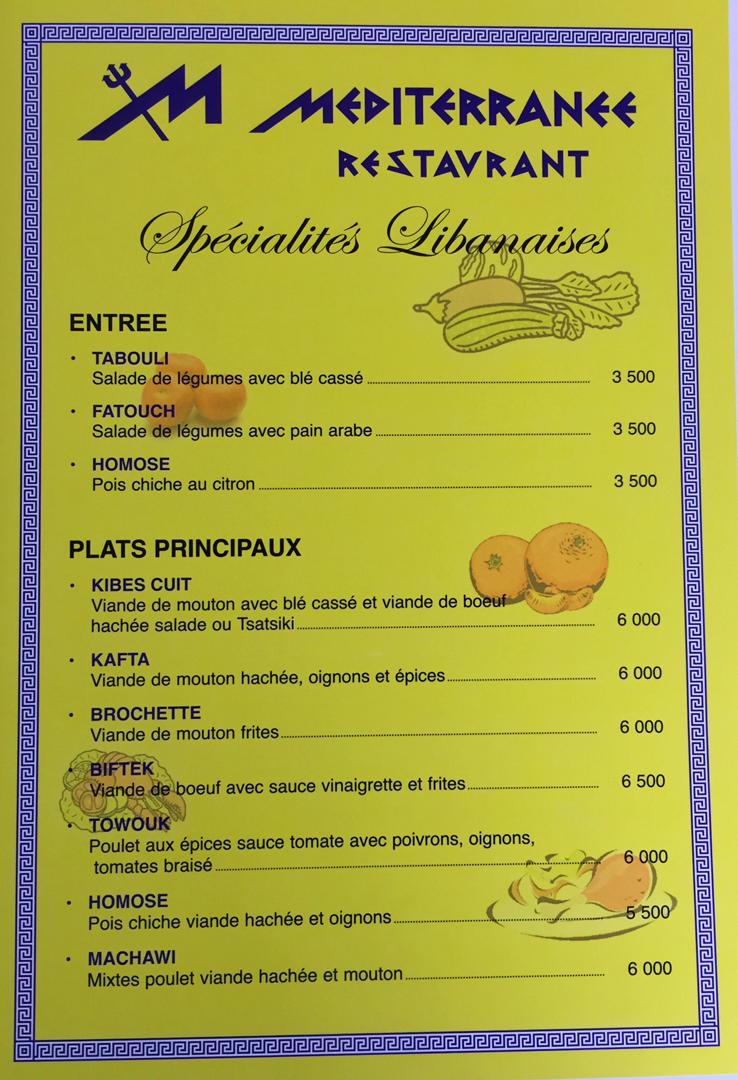 XM MEDITERRANEE
RESTAVRANT
Spécialités Libanaises
ENTREE
• TABOULI
Salade de légumes avec blé cassé 3 500
• FATOUCH
Salade de légumes avec pain arabe 3 500
• HOMOSE
Pois chiche au citron 3 500
PLATS PRINCIPAUX
• KIBES CUIT
Viande de mouton avec blé cassé et viande de boeuf
hachée salade ou Tsatsiki 6 000
• KAFTA
Viande de mouton hachée, oignons et épices 6 000
• BROCHETTE
Viande de mouton frites 6 000
• BIFTEK
Viande de boeuf avec sauce vinaigrette et frites 6 500
• TOWOUK
Poulet aux épices sauce tomate avec poivrons, oignons,
tomates braisé 6 000
• HOMOSE
Pois chiche viande hachée et oignons 5 500
• MACHAWI
Mixtes poulet viande hachée et mouton 6 000